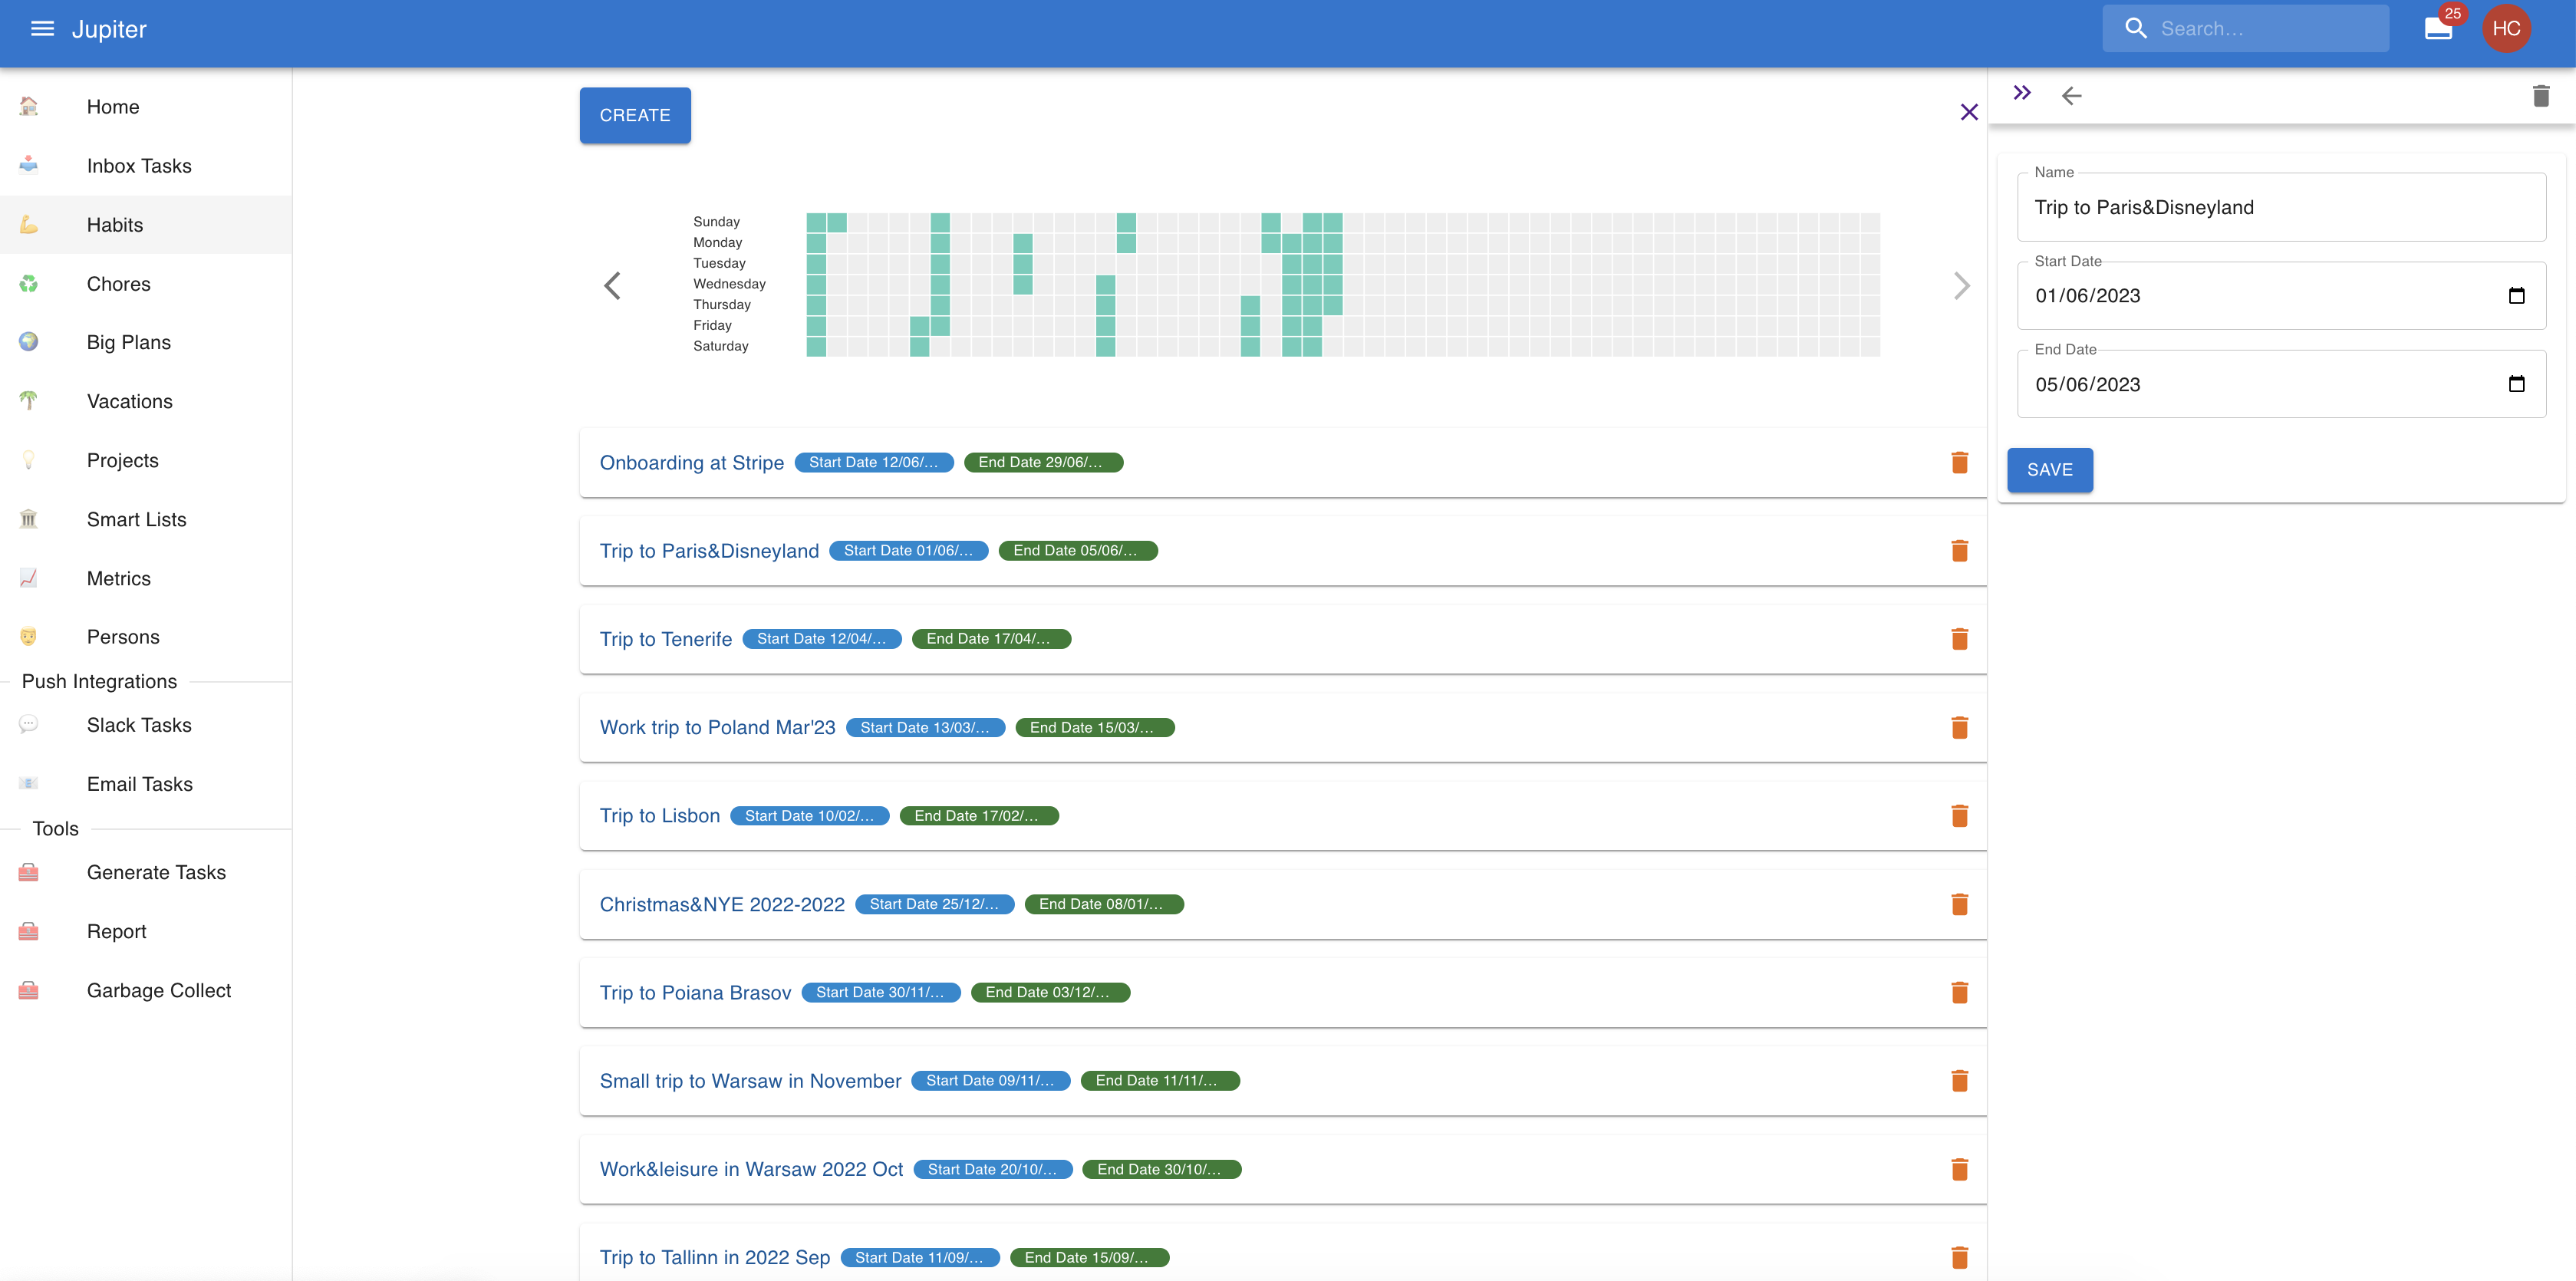 Jupiter
Search...
25
HC
Home
Inbox Tasks
Habits
Chores
Big Plans
Vacations
Projects
Smart Lists
Metrics
Persons
Push Integrations
Slack Tasks
Email Tasks
Tools
Generate Tasks
Report
Garbage Collect
CREATE
Sunday
Monday
Tuesday
Wednesday
Thursday
Friday
Saturday
Onboarding at Stripe Start Date 12/06/... End Date 29/06/...
Trip to Paris&Disneyland Start Date 01/06/... End Date 05/06/...
Trip to Tenerife Start Date 12/04/... End Date 17/04/...
Work trip to Poland Mar'23 Start Date 13/03/... End Date 15/03/...
Trip to Lisbon Start Date 10/02/... End Date 17/02/...
Christmas&NYE 2022-2022 Start Date 25/12/... End Date 08/01/...
Trip to Poiana Brasov Start Date 30/11/... End Date 03/12/...
Small trip to Warsaw in November Start Date 09/11/... End Date 11/11/...
Work&leisure in Warsaw 2022 Oct Start Date 20/10/... End Date 30/10/...
Trip to Tallinn in 2022 Sep Start Date 11/09/... End Date 15/09/...
Name
Trip to Paris&Disneyland
Start Date
01/06/2023
End Date
05/06/2023
SAVE